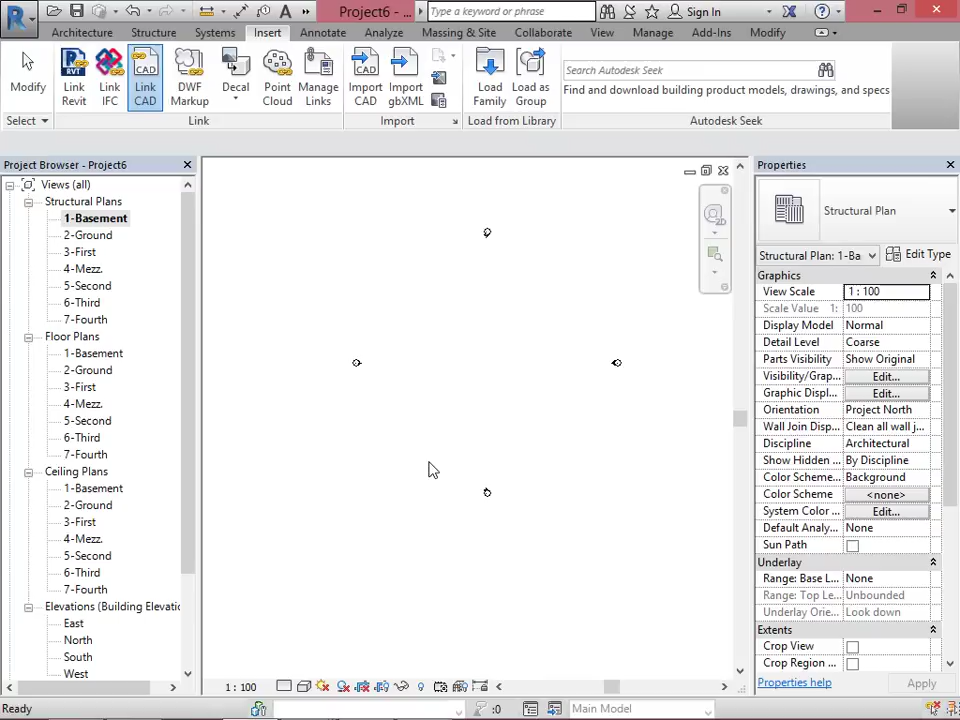 Project6 - ...
Type a keyword or phrase
Sign In
Architecture
Structure
Systems
Insert
Annotate
Analyze
Massing & Site
Collaborate
View
Manage
Add-Ins
Modify
Modify
Link Revit
Link IFC
Link CAD
DWF Markup
Decal
Point Cloud
Manage Links
Import CAD
Import gbXML
Load Family
Load as Group
Search Autodesk Seek
Find and download building product models, drawings, and specs
Select
Link
Import
Load from Library
Autodesk Seek
Project Browser - Project6
Views (all)
Structural Plans
1-Basement
2-Ground
3-First
4-Mezz.
5-Second
6-Third
7-Fourth
Floor Plans
1-Basement
2-Ground
3-First
4-Mezz.
5-Second
6-Third
7-Fourth
Ceiling Plans
1-Basement
2-Ground
3-First
4-Mezz.
5-Second
6-Third
7-Fourth
Elevations (Building Elevatio
East
North
South
West
2D
Properties
Structural Plan
Structural Plan: 1-Ba
Edit Type
Graphics
View Scale 1 : 100
Scale Value 1: 100
Display Model Normal
Detail Level Coarse
Parts Visibility Show Original
Visibility/Grap... Edit...
Graphic Displ... Edit...
Orientation Project North
Wall Join Disp... Clean all wall j...
Discipline Architectural
Show Hidden ... By Discipline
Color Scheme... Background
Color Scheme <none>
System Color ... Edit...
Default Analy... None
Sun Path
Underlay
Range: Base L... None
Range: Top Le... Unbounded
Underlay Orie... Look down
Extents
Crop View
Crop Region ...
Properties help
Apply
1 : 100
Ready
:0
Main Model